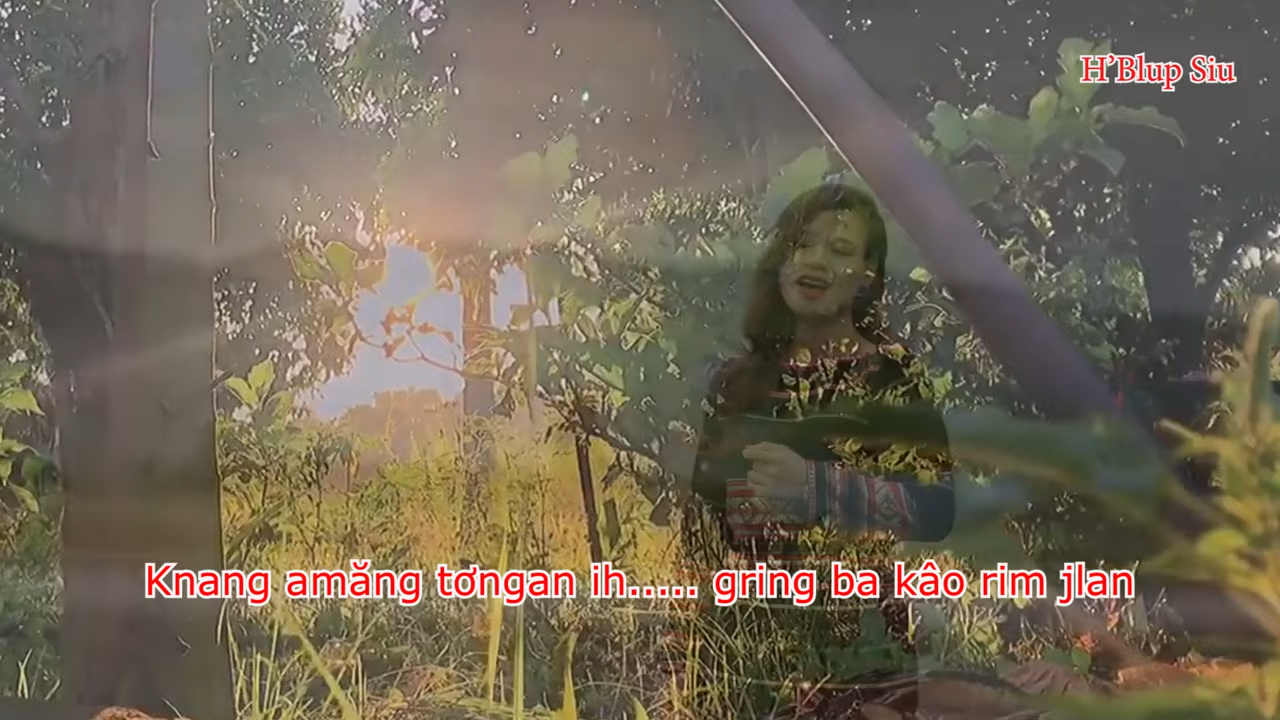 H'Blup Siu
Knang amăng tơngan ih..... gring ba kâo rim jlan